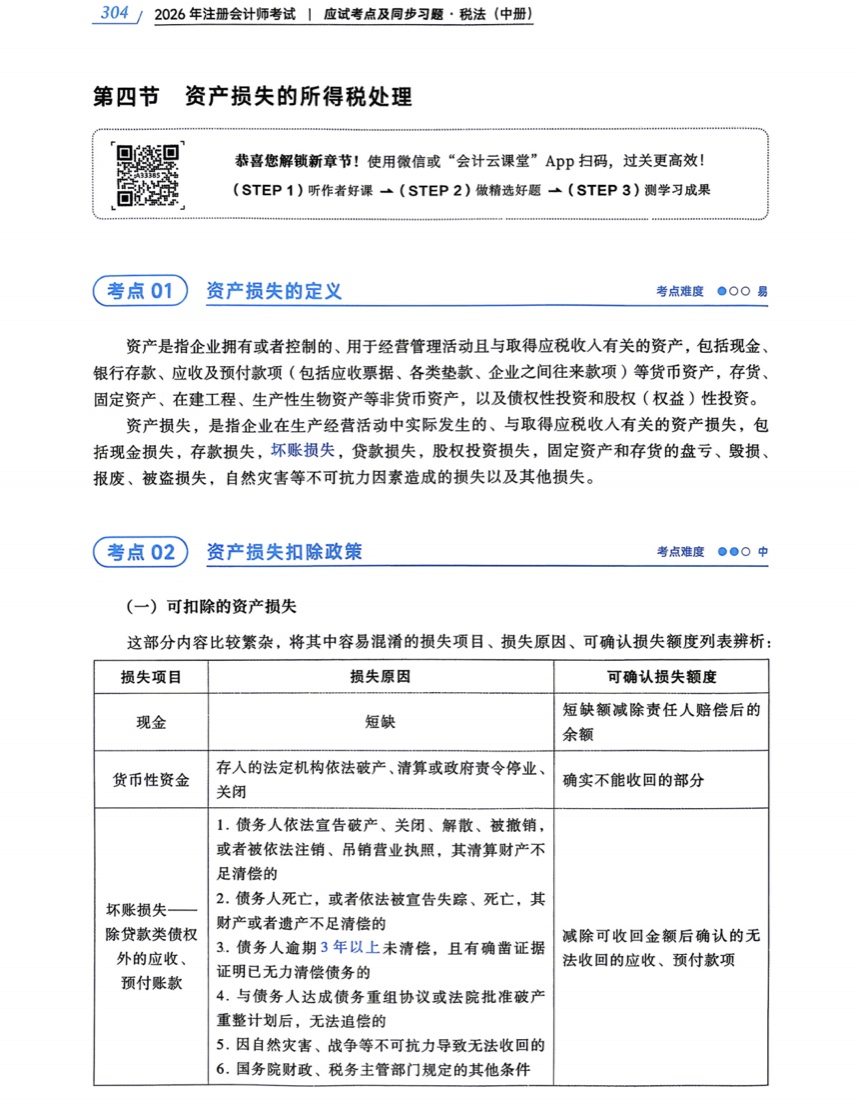 304 2026年注册会计师考试 | 应试考点及同步习题·税法（中册）
第四节 资产损失的所得税处理
恭喜您解锁新章节！使用微信或“会计云课堂”App扫码，过关更高效！
（STEP 1）听作者好课 ⇀（STEP 2）做精选好题 ⇀（STEP 3）测学习成果
考点 01 资产损失的定义 考点难度 ●○○ 易
资产是指企业拥有或者控制的、用于经营管理活动且与取得应税收入有关的资产，包括现金、
银行存款、应收及预付款项（包括应收票据、各类垫款、企业之间往来款项）等货币资产，存货、
固定资产、在建工程、生产性生物资产等非货币资产，以及债权性投资和股权（权益）性投资。
资产损失，是指企业在生产经营活动中实际发生的、与取得应税收入有关的资产损失，包
括现金损失，存款损失，坏账损失，贷款损失，股权投资损失，固定资产和存货的盘亏、毁损、
报废、被盗损失，自然灾害等不可抗力因素造成的损失以及其他损失。
考点 02 资产损失扣除政策 考点难度 ●●○ 中
（一）可扣除的资产损失
这部分内容比较繁杂，将其中容易混淆的损失项目、损失原因、可确认损失额度列表辨析：
损失项目 损失原因 可确认损失额度
现金 短缺 短缺额减除责任人赔偿后的
余额
货币性资金 存入的法定机构依法破产、清算或政府责令停业、
关闭 确实不能收回的部分
坏账损失——
除贷款类债权
外的应收、
预付账款
1. 债务人依法宣告破产、关闭、解散、被撤销，
或者被依法注销、吊销营业执照，其清算财产不
足清偿的
2. 债务人死亡，或者依法被宣告失踪、死亡，其
财产或者遗产不足清偿的
3. 债务人逾期3年以上未清偿，且有确凿证据
证明已无力清偿债务的
4. 与债务人达成债务重组协议或法院批准破产
重整计划后，无法追偿的
5. 因自然灾害、战争等不可抗力导致无法收回的
6. 国务院财政、税务主管部门规定的其他条件
减除可收回金额后确认的无
法收回的应收、预付款项